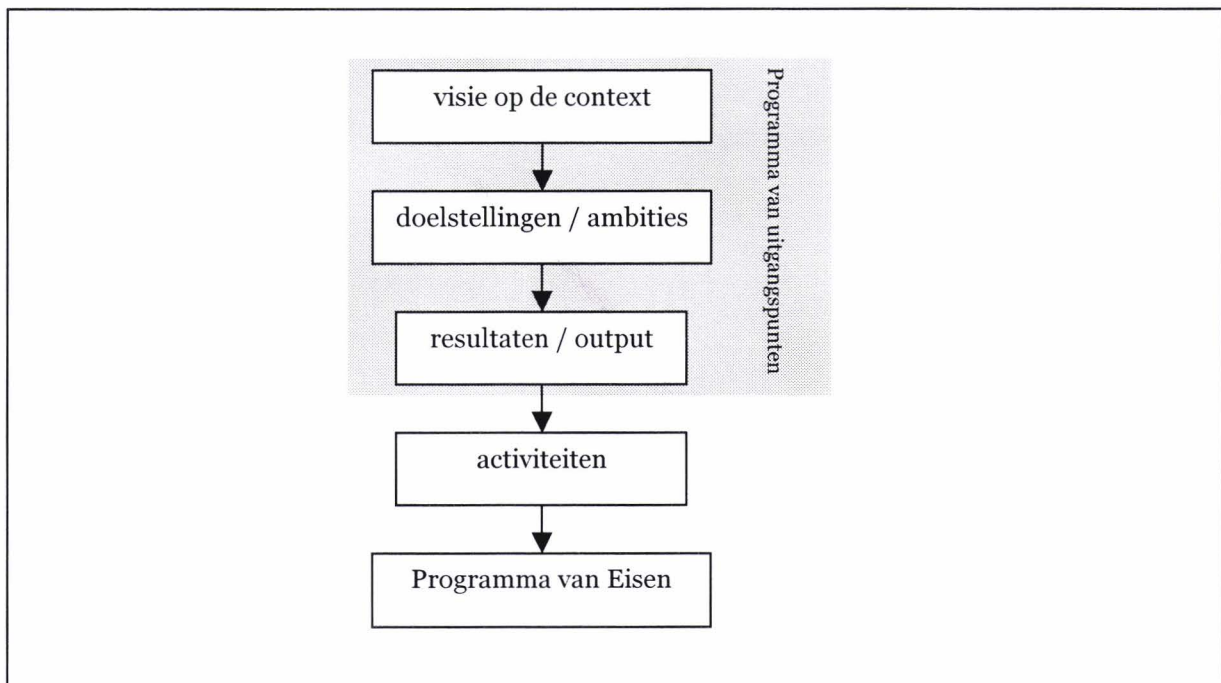 visie op de context
Programma van uitgangspunten
doelstellingen / ambities
resultaten / output
activiteiten
Programma van Eisen